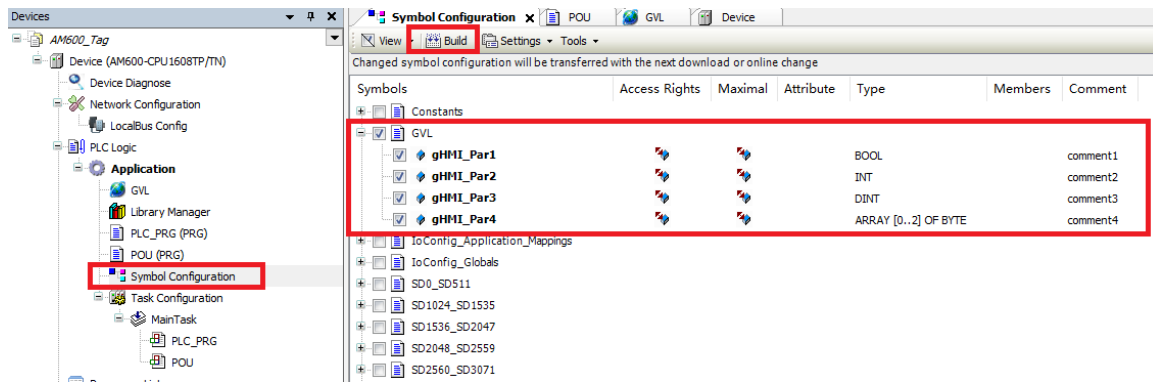 Devices
AM600_Tag
Device (AM600-CPU1608TP/TN)
Device Diagnose
Network Configuration
LocalBus Config
PLC Logic
Application
GVL
Library Manager
PLC_PRG (PRG)
POU (PRG)
Symbol Configuration
Task Configuration
MainTask
PLC_PRG
POU
Symbol Configuration x POU GVL Device
View Build Settings Tools
Changed symbol configuration will be transferred with the next download or online change
Symbols Access Rights Maximal Attribute Type Members Comment
Constants
GVL
gHMI_Par1 BOOL comment1
gHMI_Par2 INT comment2
gHMI_Par3 DINT comment3
gHMI_Par4 ARRAY [0..2] OF BYTE comment4
IoConfig_Application_Mappings
IoConfig_Globals
SD0_SD511
SD1024_SD1535
SD1536_SD2047
SD2048_SD2559
SD2560_SD3071